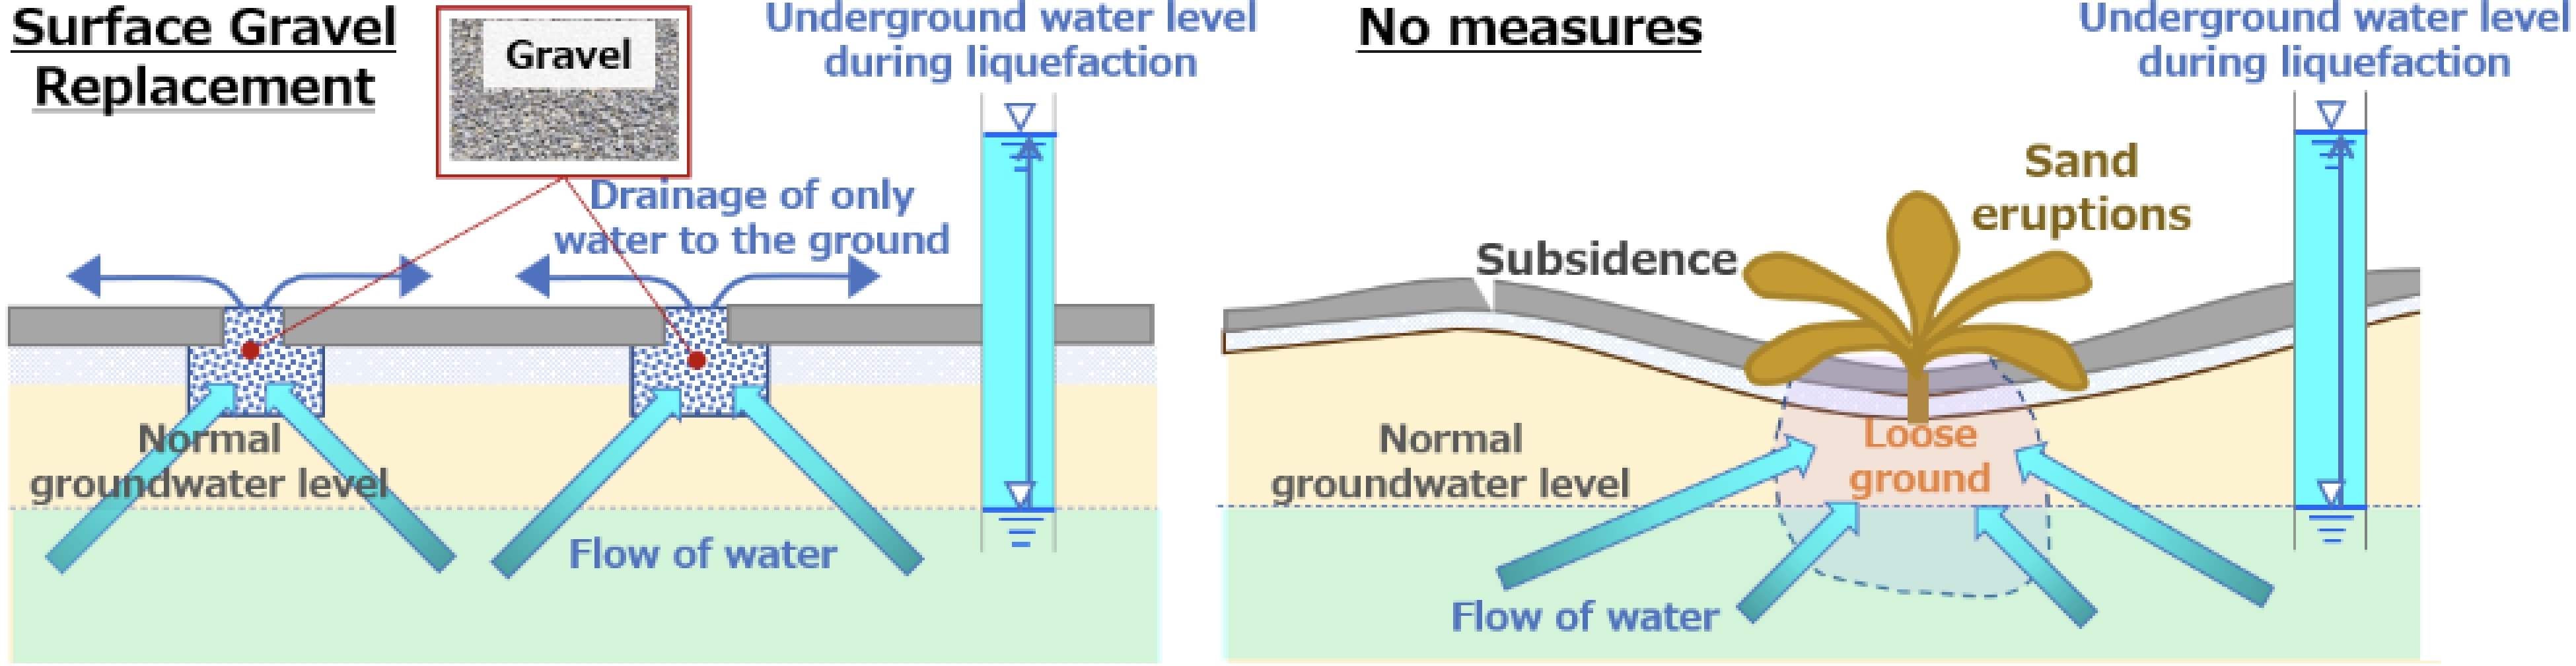 Surface Gravel
Replacement
Gravel
Underground water level
during liquefaction
Drainage of only
water to the ground
Normal
groundwater level
Flow of water
No measures
Underground water level
during liquefaction
Sand
eruptions
Subsidence
Loose
ground
Normal
groundwater level
Flow of water